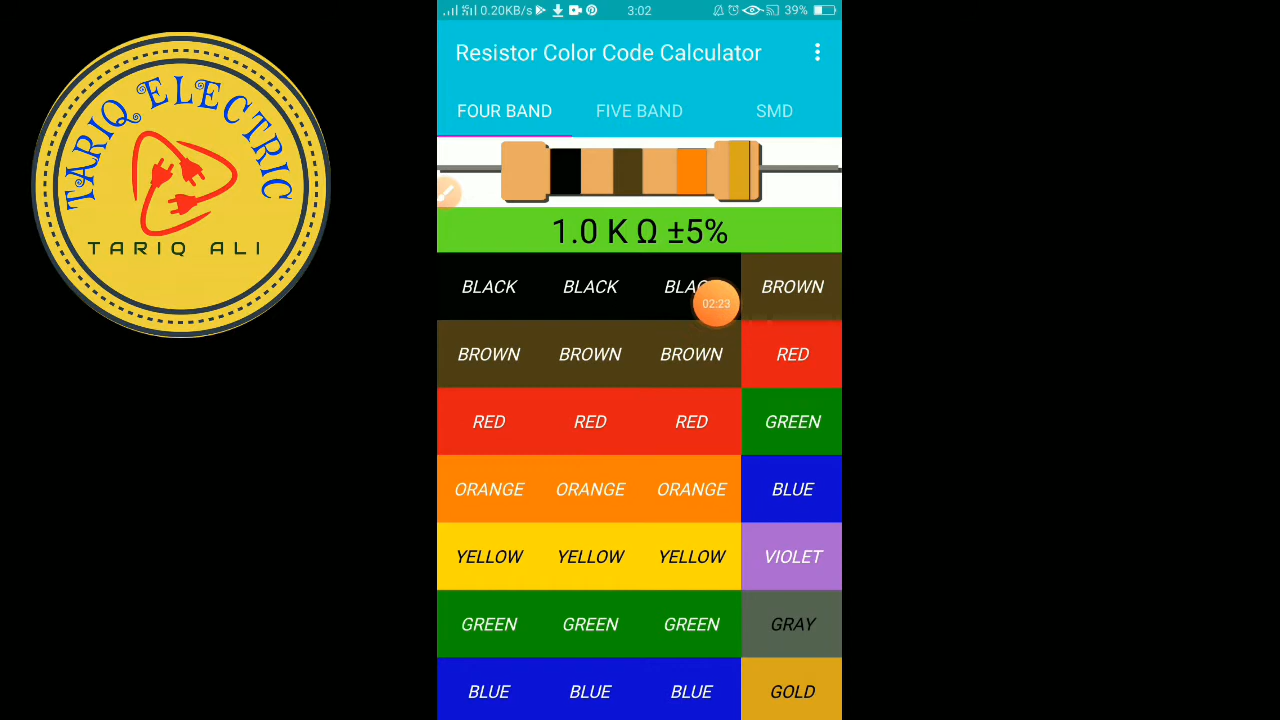 TARIQ ELECTRIC
TARIQ ALI
0.20KB/s 3:02 39%
Resistor Color Code Calculator
FOUR BAND FIVE BAND SMD
1.0 K Ω ±5%
BLACK BLACK BROWN
02:23
BROWN BROWN BROWN RED
RED RED RED GREEN
ORANGE ORANGE ORANGE BLUE
YELLOW YELLOW YELLOW VIOLET
GREEN GREEN GREEN GRAY
BLUE BLUE BLUE GOLD